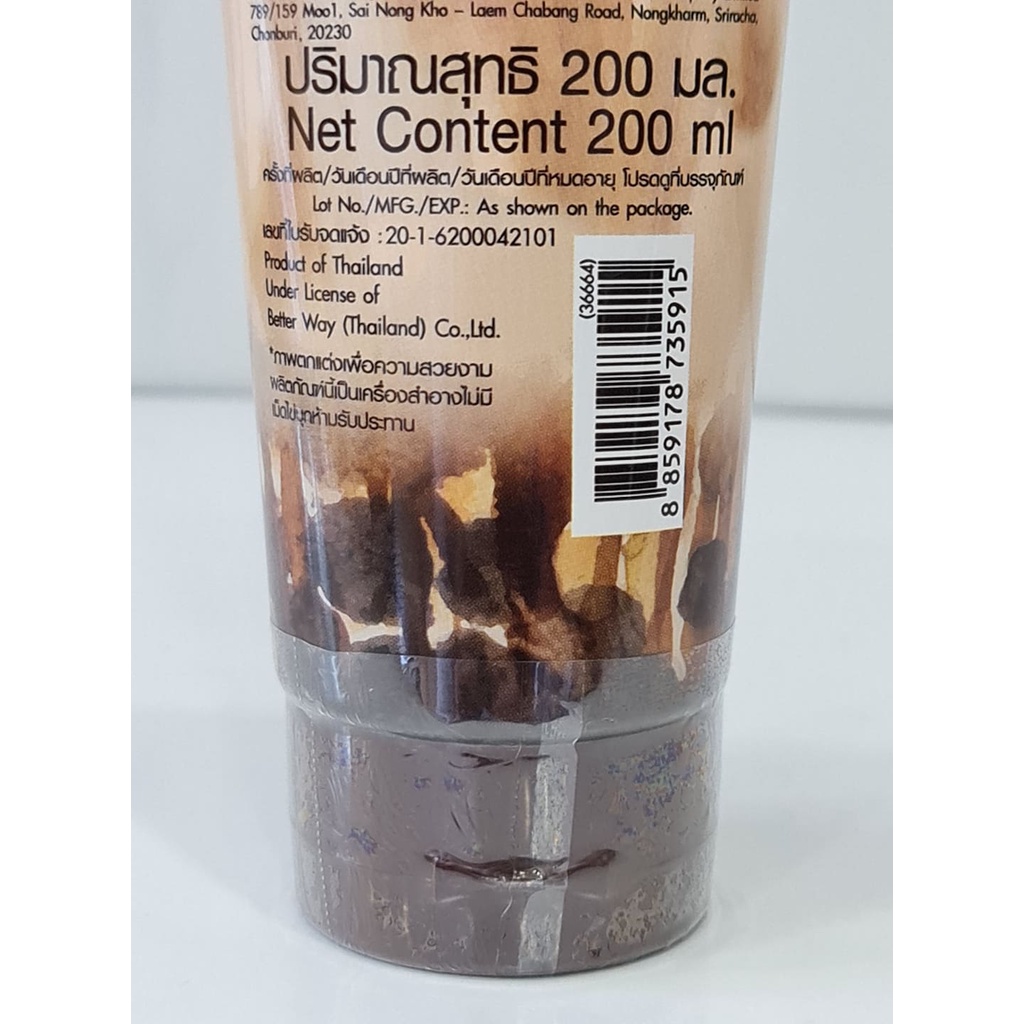 789/159 Moo1, Sai Nong Kho – Laem Chabang Road, Nongkharm, Sriracha,
Chonburi, 20230
ปริมาณสุทธิ 200 มล.
Net Content 200 ml
ครั้งที่ผลิต/วันเดือนปีที่ผลิต/วันเดือนปีที่หมดอายุ โปรดดูที่บรรจุภัณฑ์
Lot No./MFG./EXP.: As shown on the package.
เลขที่ใบรับจดแจ้ง : 20-1-6200042101
Product of Thailand
Under License of
Better Way (Thailand) Co.,Ltd.
*ภาพตกแต่งเพื่อความสวยงาม
ผลิตภัณฑ์นี้เป็นเครื่องสำอางไม่มี
เม็ดไข่มุกห้ามรับประทาน
(36664)
8 859178 735915